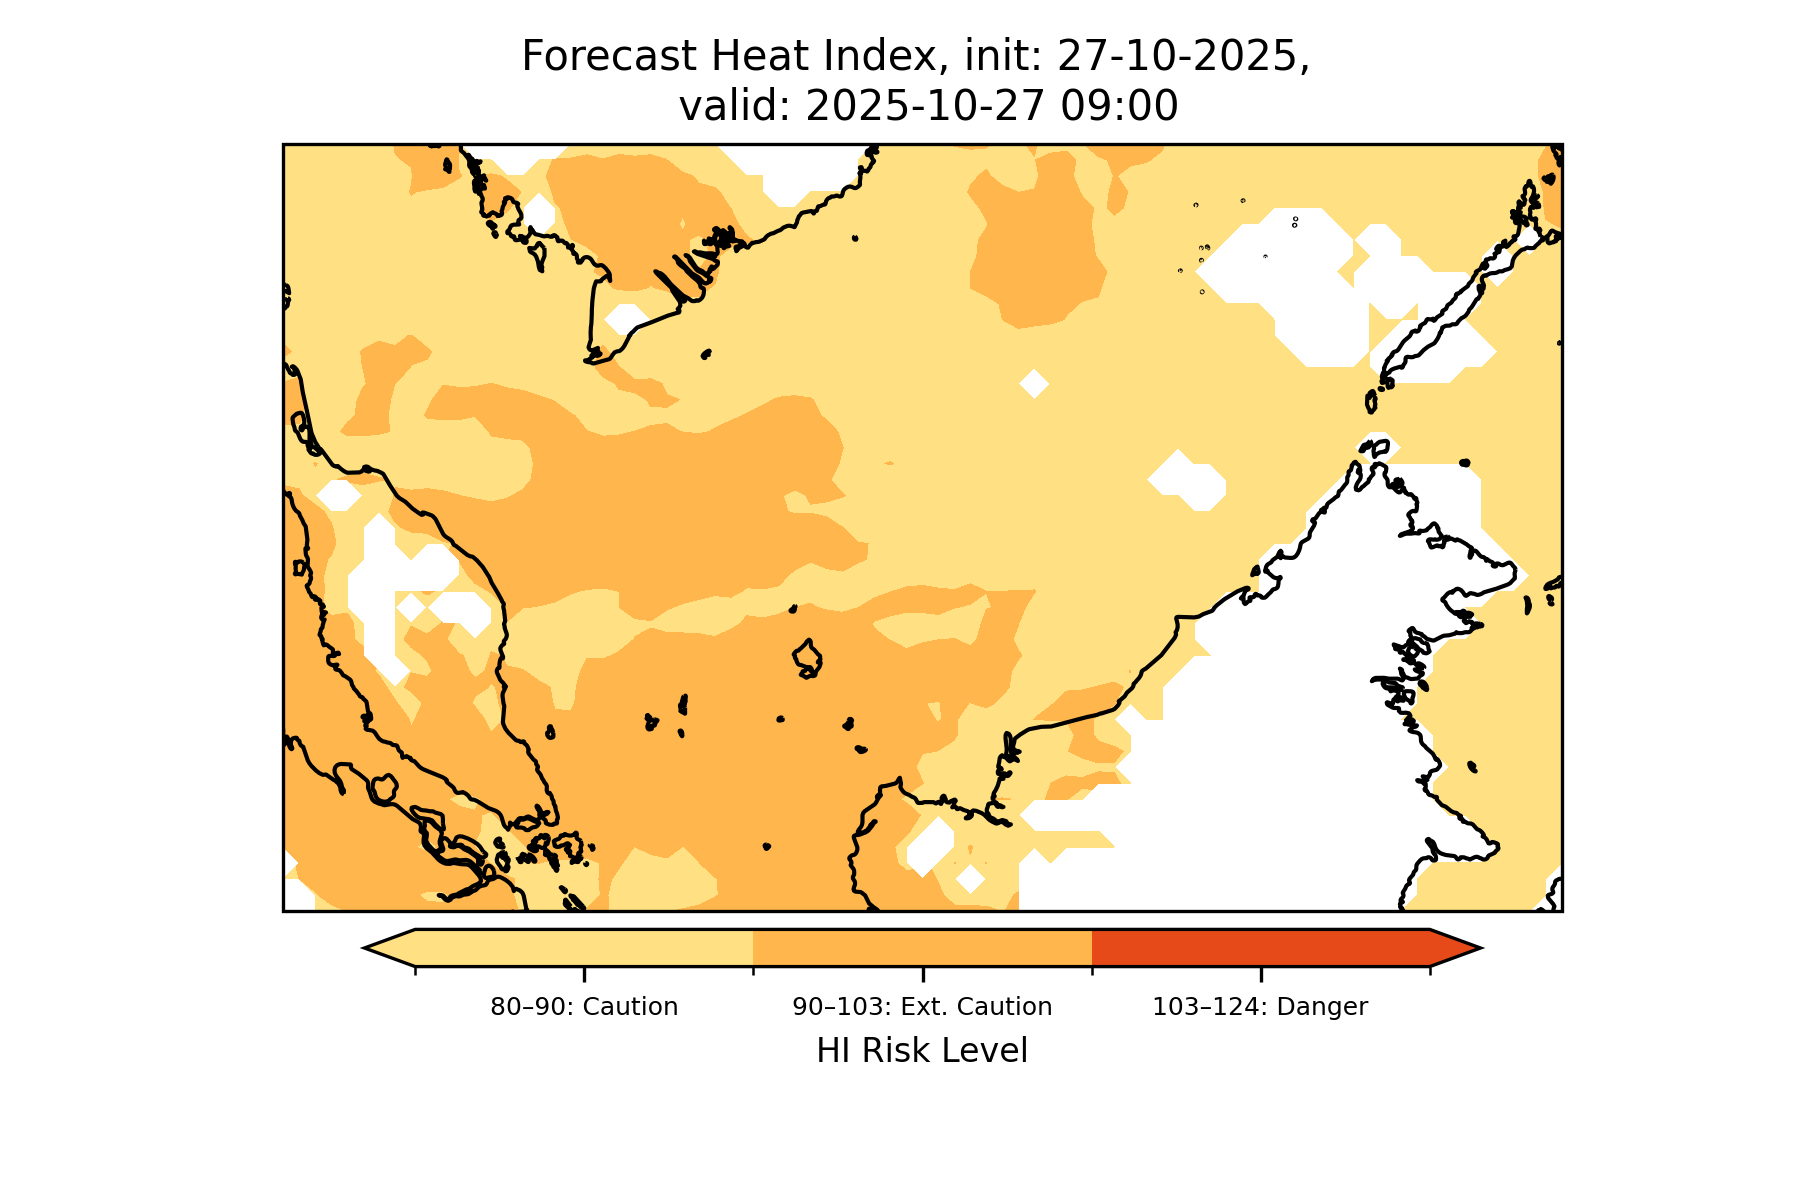 Forecast Heat Index, init: 27-10-2025,
valid: 2025-10-27 09:00
80–90: Caution
90–103: Ext. Caution
103–124: Danger
HI Risk Level